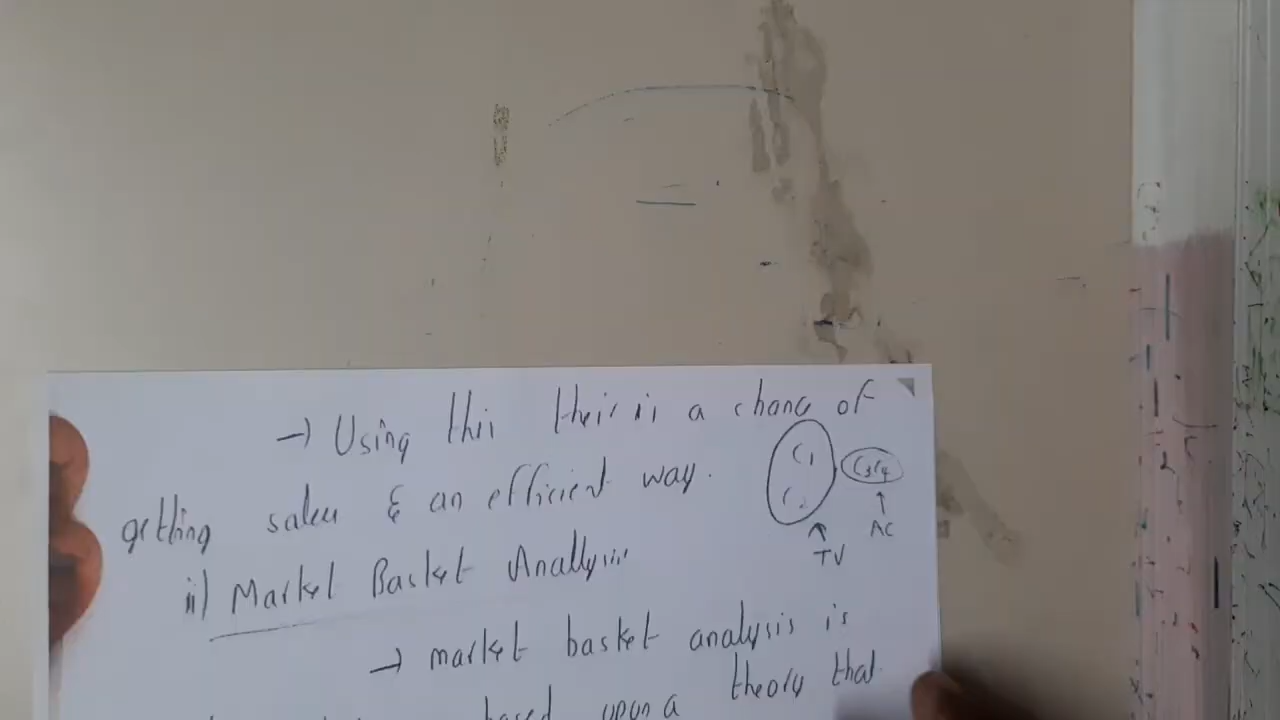 → Using this their is a chanc of
getting sales & an efficient way.
C1
C2
C3C4
↑
TV
↑
AC
ii) Market Basket Analysis
→ market basket analysis is
based upon a theory that